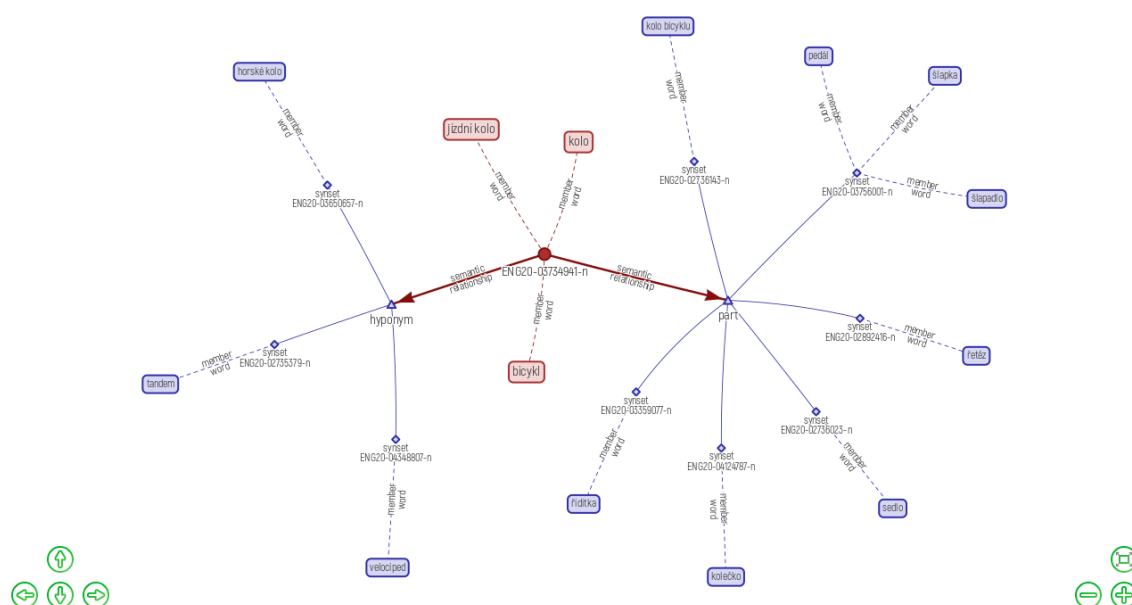 kolo bicyklu
pedál
horské kolo
šlapka
member
word
member
word
member
word
member
word
jízdní kolo
kolo
synset
ENG20-02736143-n
synset
ENG20-03756001-n
member
word
šlapadlo
synset
ENG20-03650657-n
member
word
member
word
ENG20-03734941-n
semantic
relationship
semantic
relationship
member
word
hyponym
part
synset
ENG20-02892416-n
member
word
řetěz
synset
ENG20-02735379-n
member
word
tandem
bicykl
synset
ENG20-03359077-n
synset
ENG20-02736023-n
synset
ENG20-04348807-n
synset
ENG20-04124787-n
member
word
member
word
member
word
member
word
řídítka
sedlo
velociped
kolečko